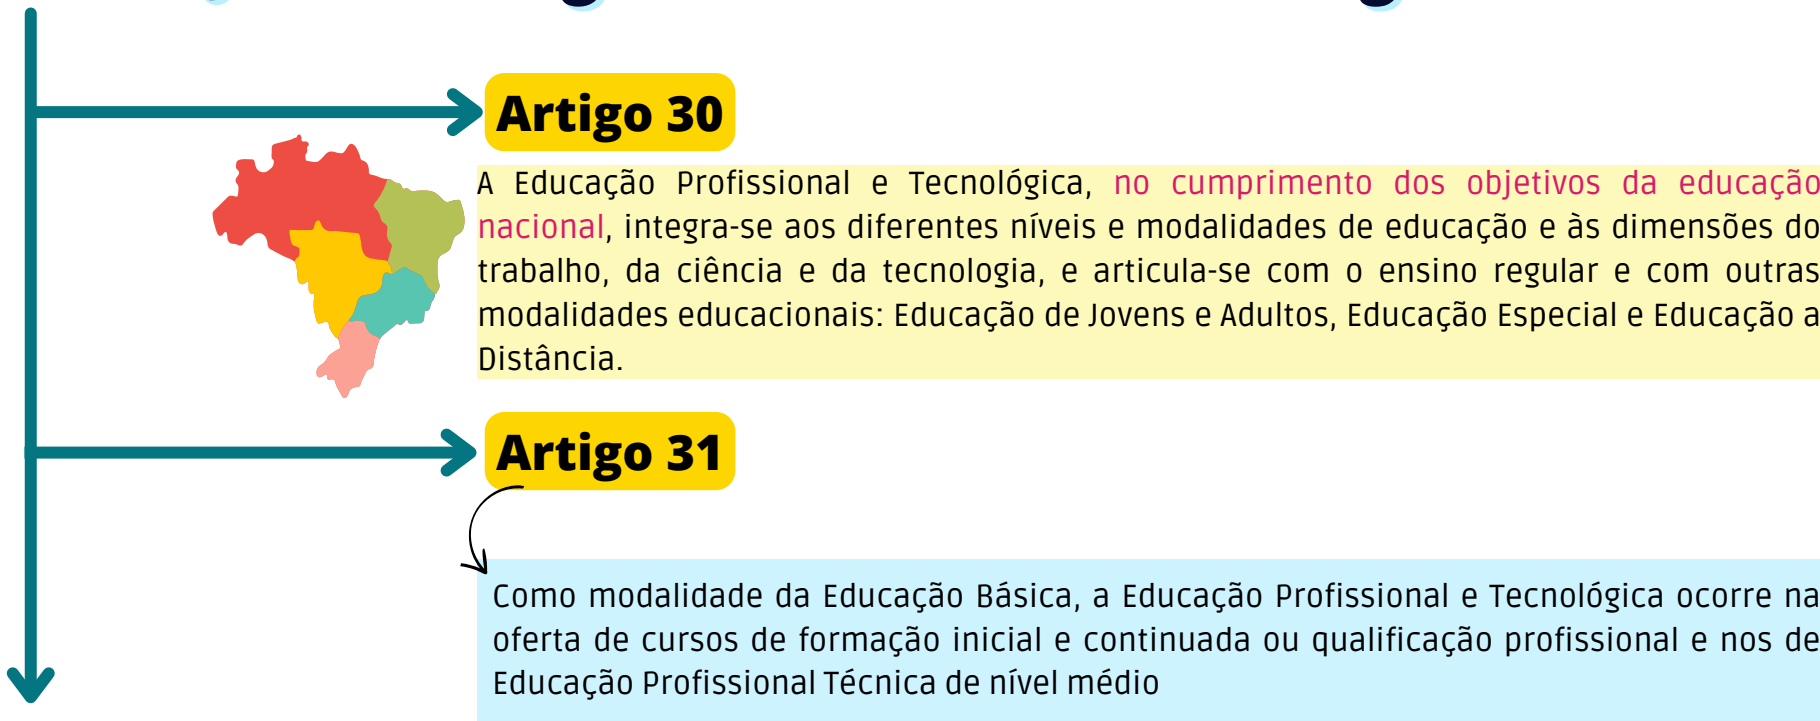 Artigo 30
A Educação Profissional e Tecnológica, no cumprimento dos objetivos da educação
nacional, integra-se aos diferentes níveis e modalidades de educação e às dimensões do
trabalho, da ciência e da tecnologia, e articula-se com o ensino regular e com outras
modalidades educacionais: Educação de Jovens e Adultos, Educação Especial e Educação a
Distância.
Artigo 31
Como modalidade da Educação Básica, a Educação Profissional e Tecnológica ocorre na
oferta de cursos de formação inicial e continuada ou qualificação profissional e nos de
Educação Profissional Técnica de nível médio